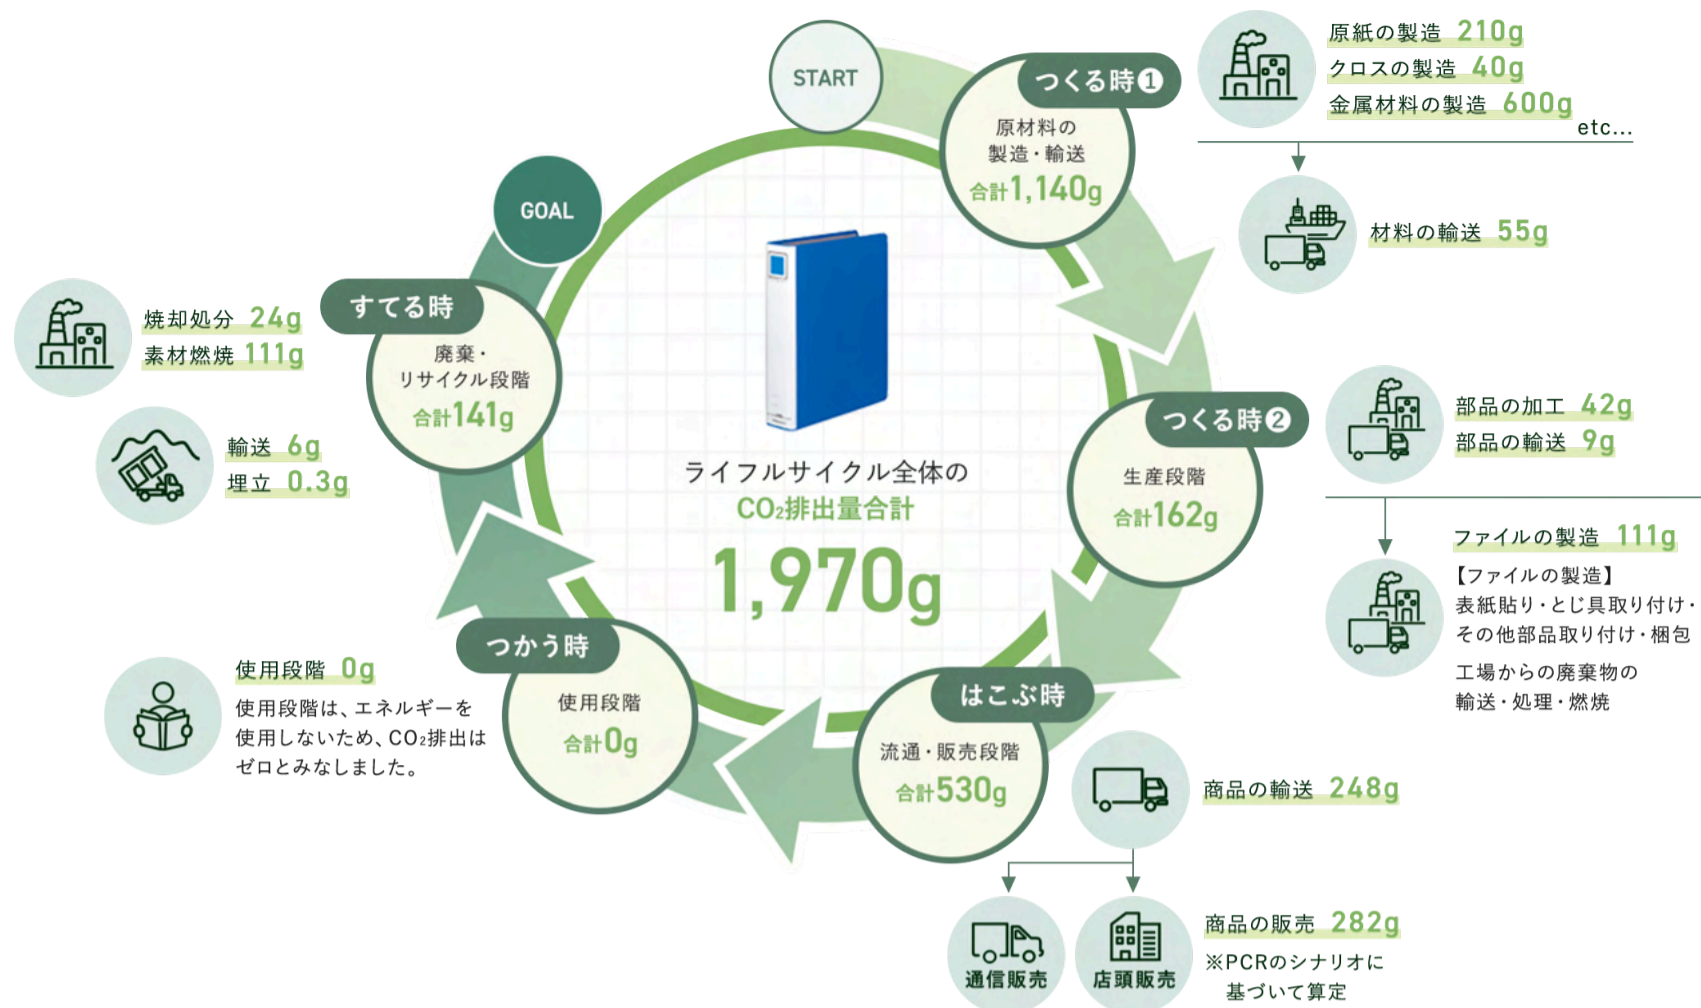 START
つくる時❶
原材料の
製造・輸送
合計1,140g
原紙の製造 210g
クロスの製造 40g
金属材料の製造 600g
etc...
材料の輸送 55g
つくる時❷
生産段階
合計162g
部品の加工 42g
部品の輸送 9g
ファイルの製造 111g
【ファイルの製造】
表紙貼り・とじ具取り付け・
その他部品取り付け・梱包
工場からの廃棄物の
輸送・処理・燃焼
はこぶ時
流通・販売段階
合計530g
商品の輸送 248g
通信販売
店頭販売
商品の販売 282g
※PCRのシナリオに
基づいて算定
つかう時
使用段階
合計0g
使用段階 0g
使用段階は、エネルギーを
使用しないため、CO₂排出は
ゼロとみなしました。
すてる時
廃棄・
リサイクル段階
合計141g
焼却処分 24g
素材燃焼 111g
輸送 6g
埋立 0.3g
GOAL
ライフルサイクル全体の
CO₂排出量合計
1,970g